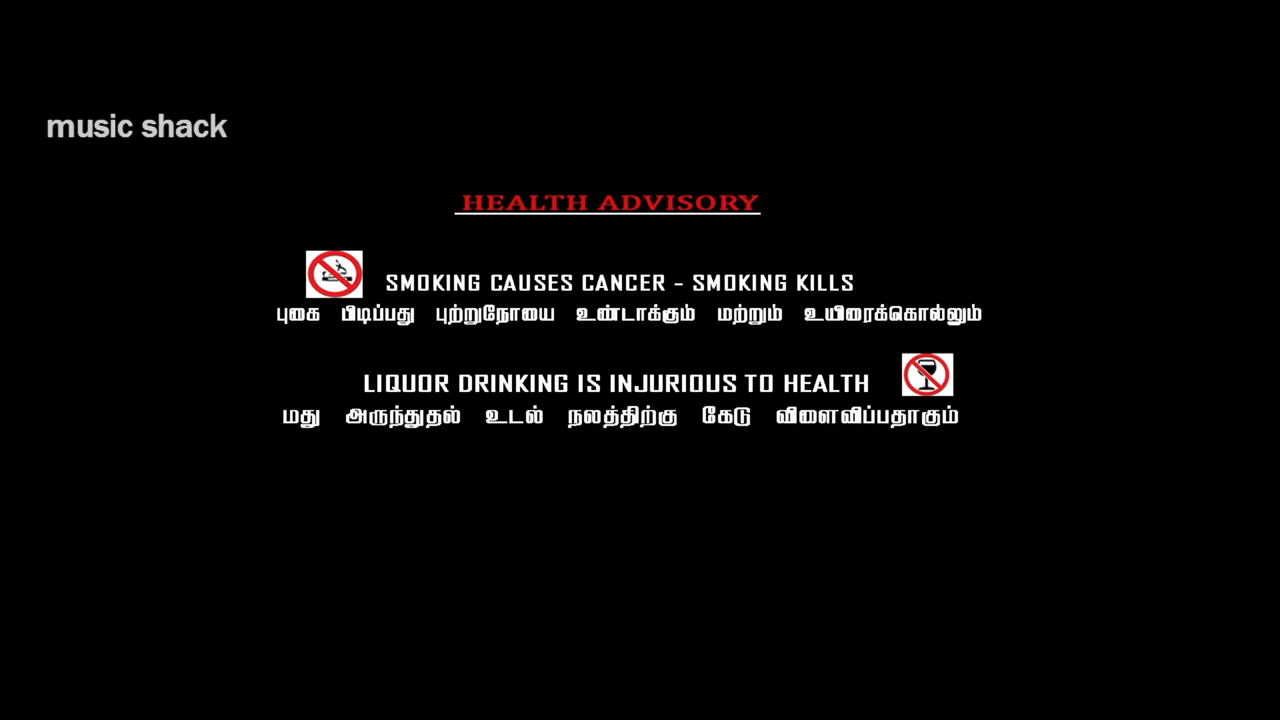 music shack
HEALTH ADVISORY
SMOKING CAUSES CANCER - SMOKING KILLS
புகை பிடிப்பது புற்றுநோயை உண்டாக்கும் மற்றும் உயிரைக்கொல்லும்
LIQUOR DRINKING IS INJURIOUS TO HEALTH
மது அருந்துதல் உடல் நலத்திற்கு கேடு விளைவிப்பதாகும்